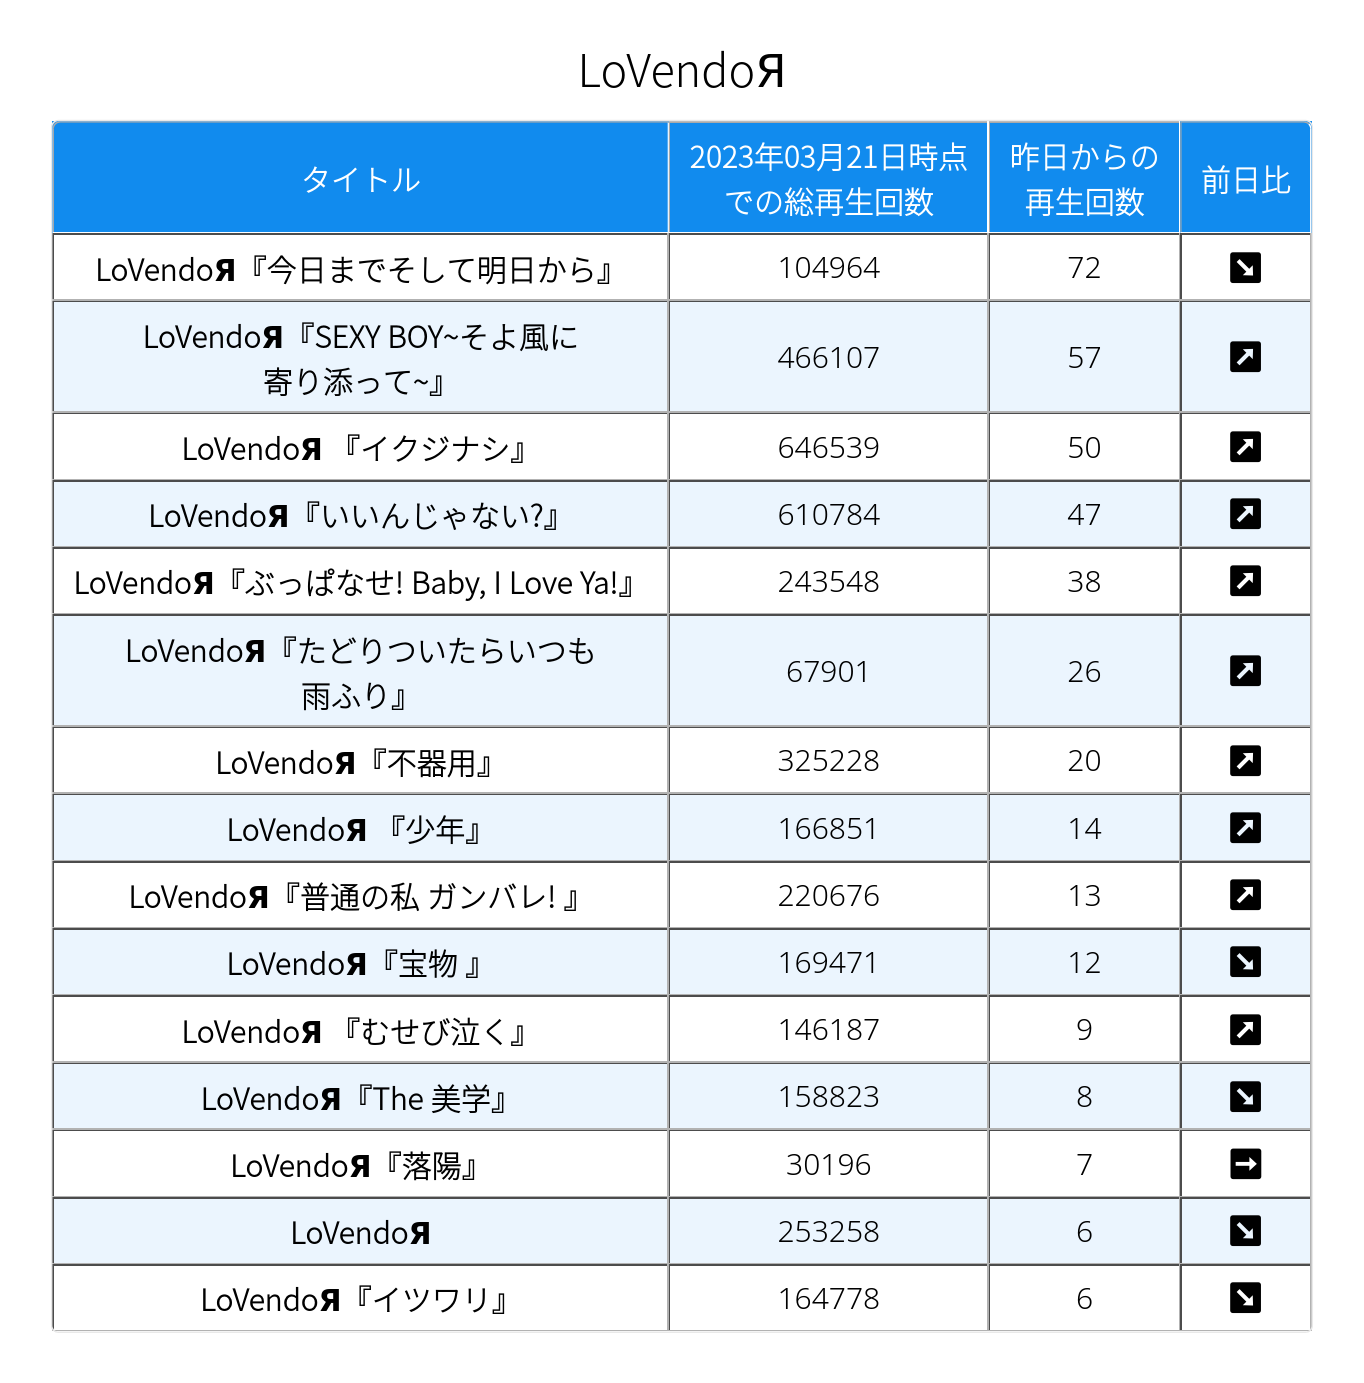 LoVendoЯ
タイトル
2023年03月21日時点
での総再生回数
昨日からの
再生回数
前日比
LoVendoЯ『今日までそして明日から』
104964
72
LoVendoЯ『SEXY BOY~そよ風に
寄り添って~』
466107
57
LoVendoЯ 『イクジナシ』
646539
50
LoVendoЯ『いいんじゃない?』
610784
47
LoVendoЯ『ぶっぱなせ! Baby, I Love Ya!』
243548
38
LoVendoЯ『たどりついたらいつも
雨ふり』
67901
26
LoVendoЯ『不器用』
325228
20
LoVendoЯ 『少年』
166851
14
LoVendoЯ『普通の私 ガンバレ! 』
220676
13
LoVendoЯ『宝物 』
169471
12
LoVendoЯ 『むせび泣く』
146187
9
LoVendoЯ『The 美学』
158823
8
LoVendoЯ『落陽』
30196
7
LoVendoЯ
253258
6
LoVendoЯ『イツワリ』
164778
6